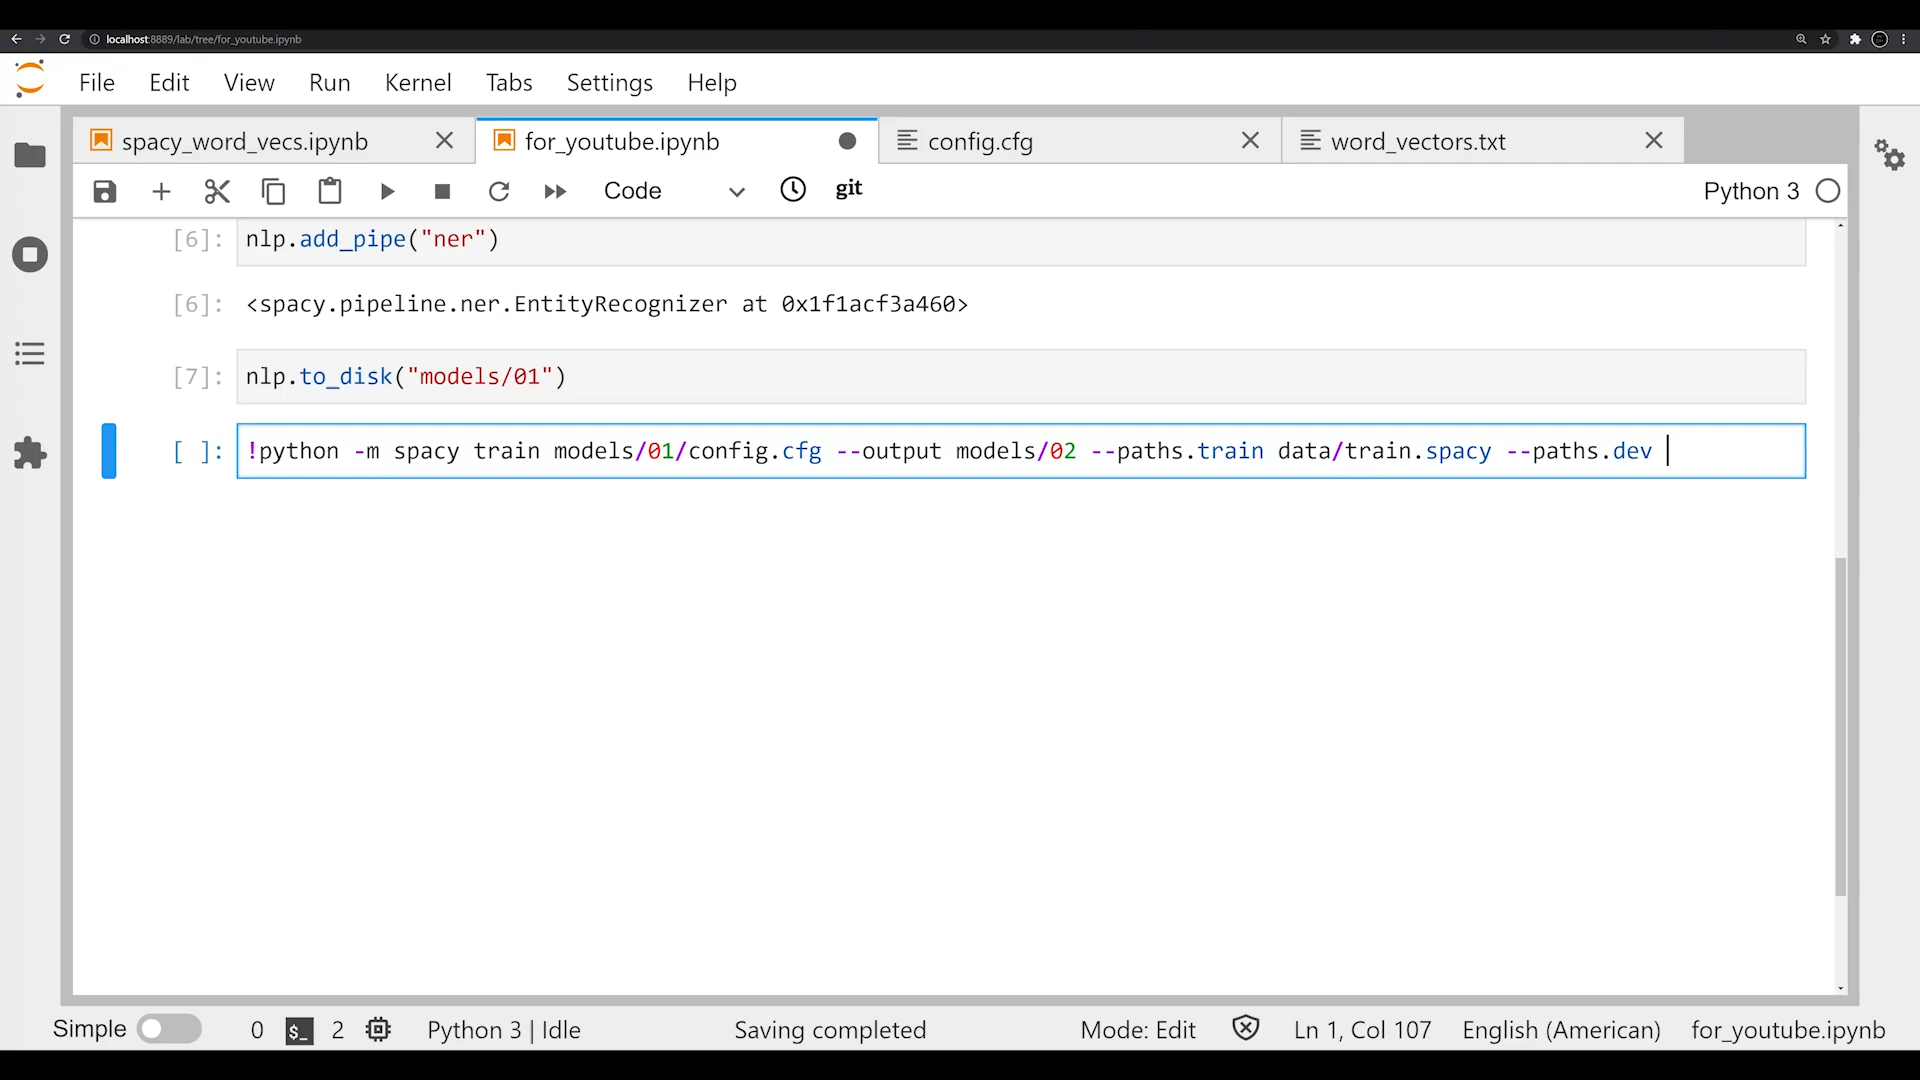 localhost:8889/lab/tree/for_youtube.ipynb
File Edit View Run Kernel Tabs Settings Help
spacy_word_vecs.ipynb for_youtube.ipynb config.cfg word_vectors.txt
Code git Python 3
[6]: nlp.add_pipe("ner")
[6]: <spacy.pipeline.ner.EntityRecognizer at 0x1f1acf3a460>
[7]: nlp.to_disk("models/01")
[ ]: !python -m spacy train models/01/config.cfg --output models/02 --paths.train data/train.spacy --paths.dev
Simple 0 $_ 2 Python 3 | Idle Saving completed Mode: Edit Ln 1, Col 107 English (American) for_youtube.ipynb